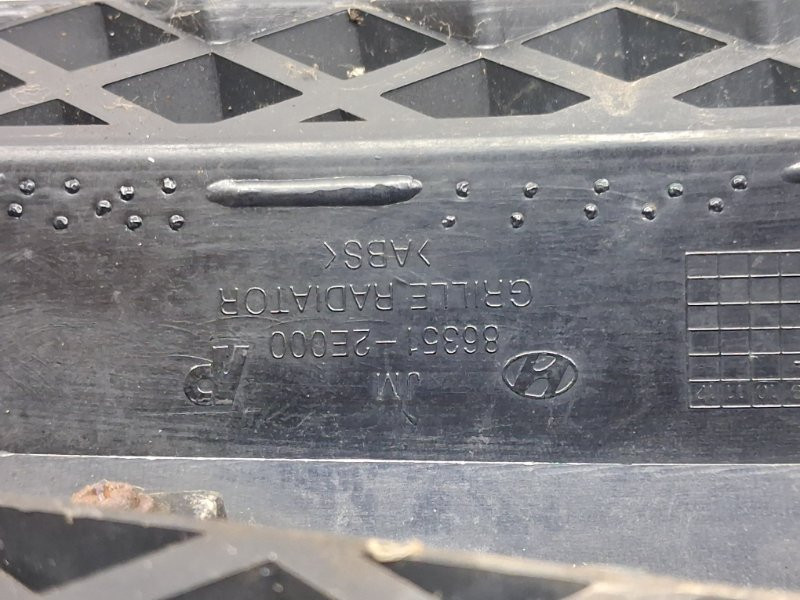 JM
86351-2E000
GRILLE RADIATOR
>ABS<